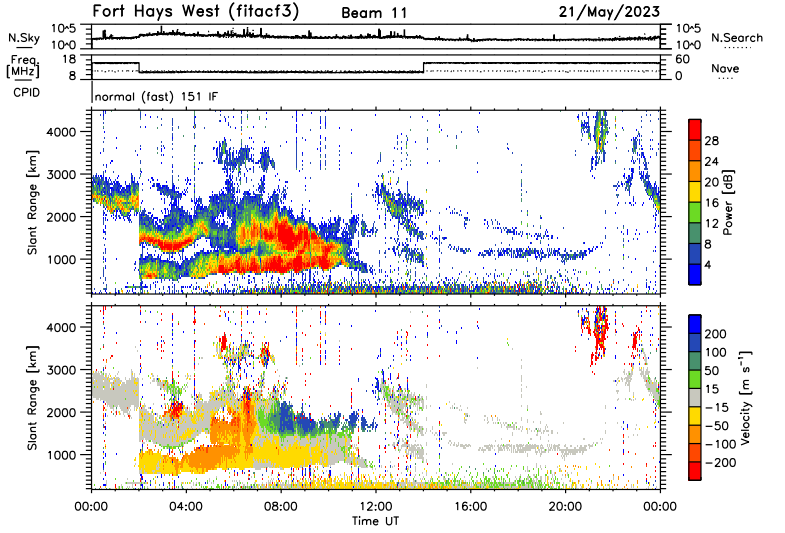 Fort Hays West (fitacf3) Beam 11 21/May/2023
N.Sky 10^5 10^0 10^5 10^0 N.Search
Freq. [MHz] 18 8 60 0 Nave
CPID normal (fast) 151 IF
Slant Range [km] 4000 3000 2000 1000
28 24 20 16 12 8 4 Power [dB]
Slant Range [km] 4000 3000 2000 1000
200 100 50 15 -15 -50 -100 -200 Velocity [m s⁻¹]
00:00 04:00 08:00 12:00 16:00 20:00 00:00
Time UT